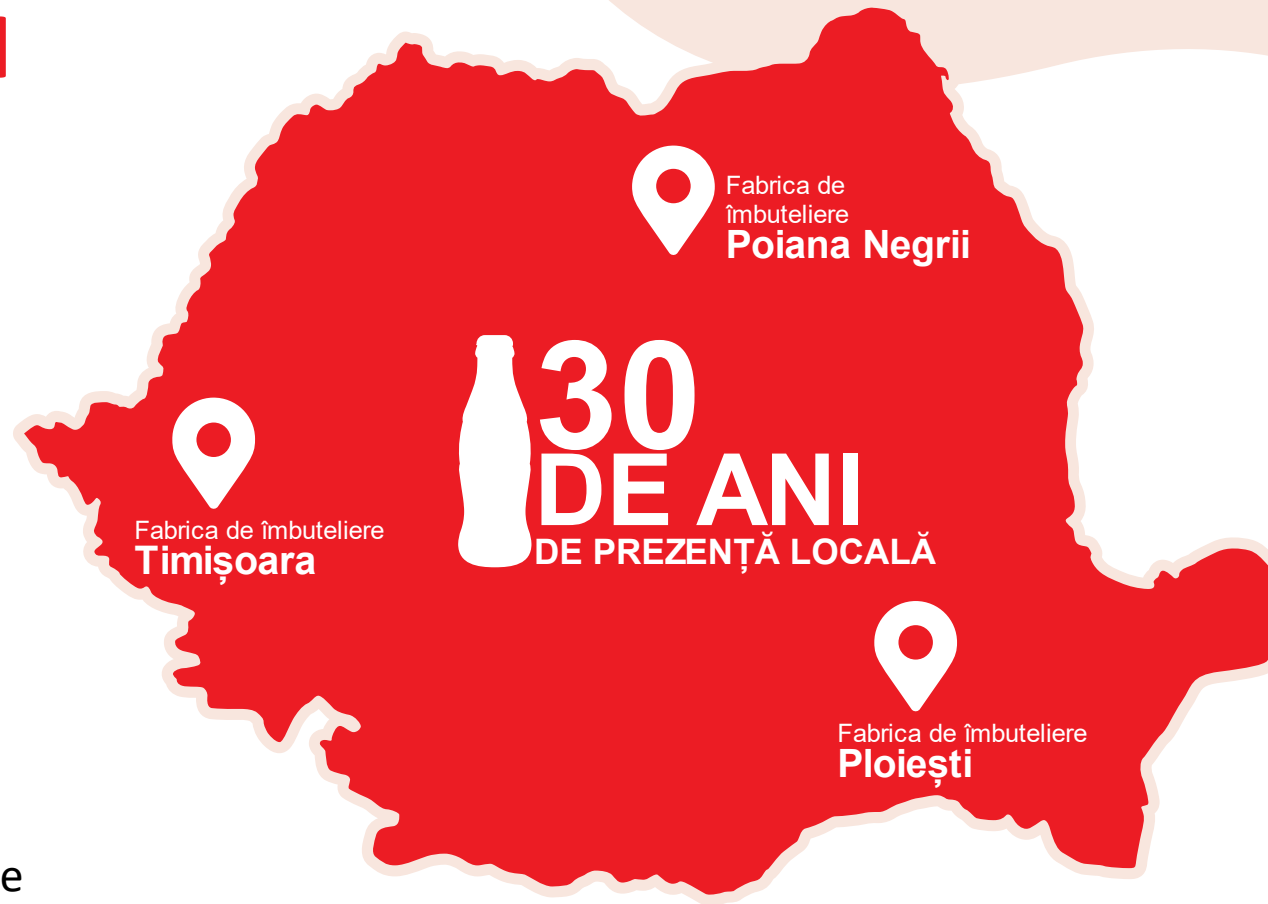 Fabrica de
îmbuteliere
Poiana Negrii
30
DE ANI
DE PREZENȚĂ LOCALĂ
Fabrica de îmbuteliere
Timișoara
Fabrica de îmbuteliere
Ploiești
e